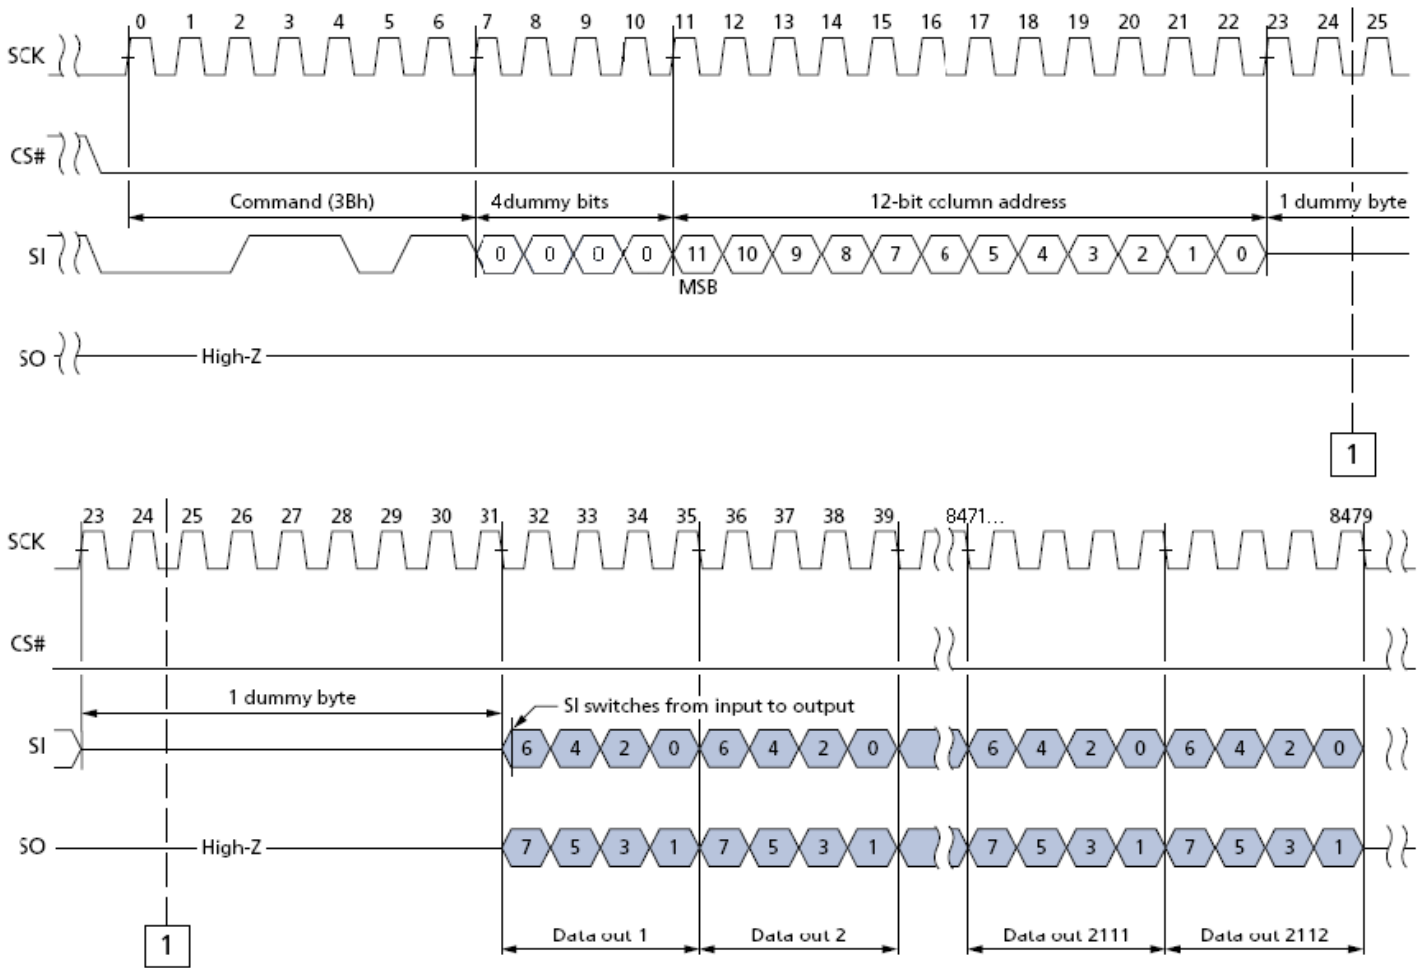 0 1 2 3 4 5 6 7 8 9 10 11 12 13 14 15 16 17 18 19 20 21 22 23 24 25
SCK
CS#
Command (3Bh) 4dummy bits 12-bit cclumn address 1 dummy byte
SI 0 0 0 0 11 10 9 8 7 6 5 4 3 2 1 0
MSB
SO High-Z
1
23 24 25 26 27 28 29 30 31 32 33 34 35 36 37 38 39 8471... 8479
SCK
CS#
1 dummy byte SI switches from input to output
SI 6 4 2 0 6 4 2 0 6 4 2 0 6 4 2 0
SO High-Z 7 5 3 1 7 5 3 1 7 5 3 1 7 5 3 1
Data out 1 Data out 2 Data out 2111 Data out 2112
1